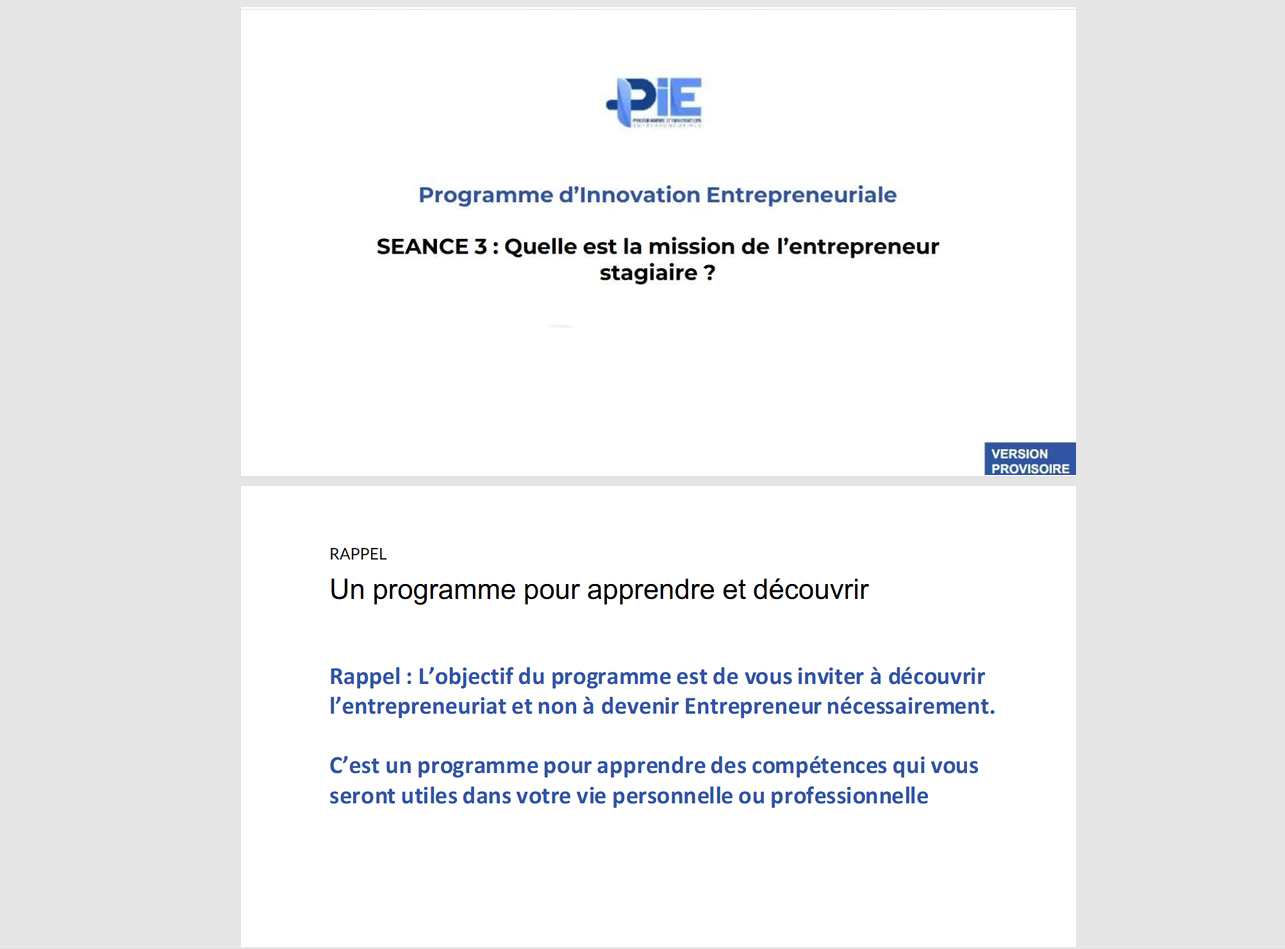 PiE
PROGRAMME D'INNOVATION
ENTREPRENEURIALE
Programme d’Innovation Entrepreneuriale
SEANCE 3 : Quelle est la mission de l’entrepreneur
stagiaire ?
VERSION
PROVISOIRE
RAPPEL
Un programme pour apprendre et découvrir
Rappel : L’objectif du programme est de vous inviter à découvrir
l’entrepreneuriat et non à devenir Entrepreneur nécessairement.
C’est un programme pour apprendre des compétences qui vous
seront utiles dans votre vie personnelle ou professionnelle